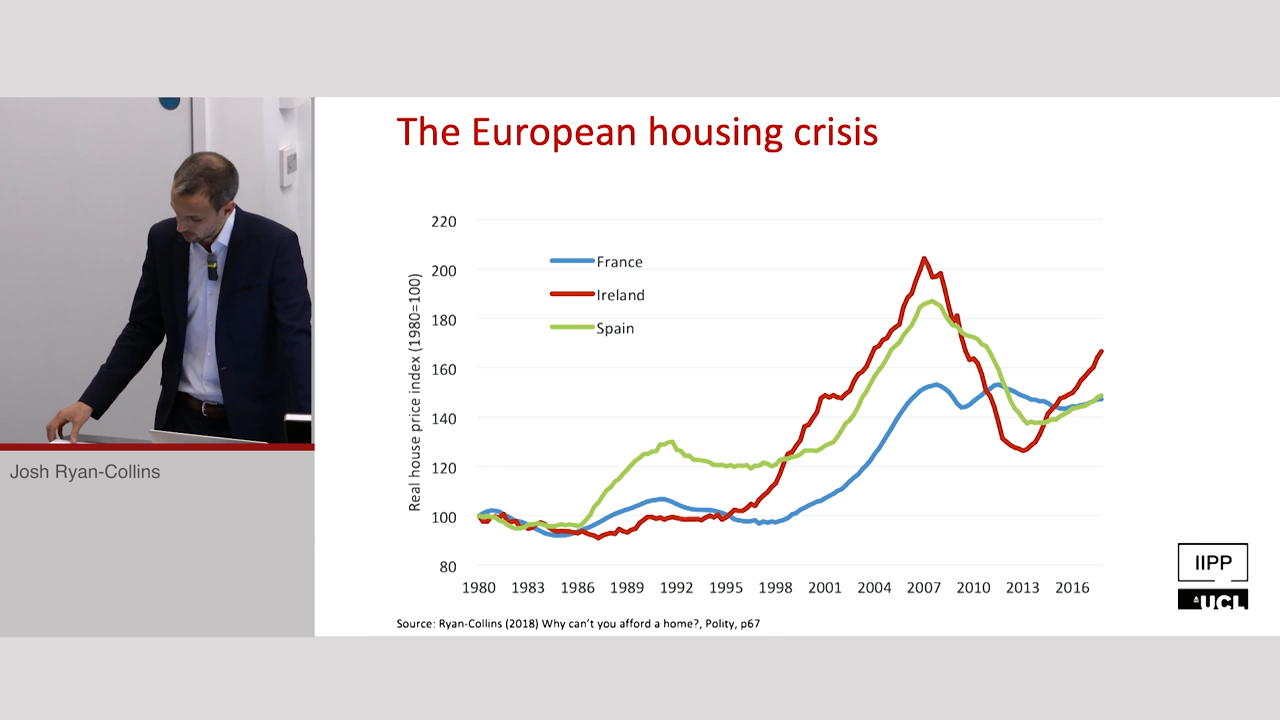 The European housing crisis
220
200
180
160
140
120
100
80
Real house price index (1980=100)
France
Ireland
Spain
1980 1983 1986 1989 1992 1995 1998 2001 2004 2007 2010 2013 2016
Source: Ryan-Collins (2018) Why can't you afford a home?, Polity, p67
Josh Ryan-Collins
IIPP
UCL